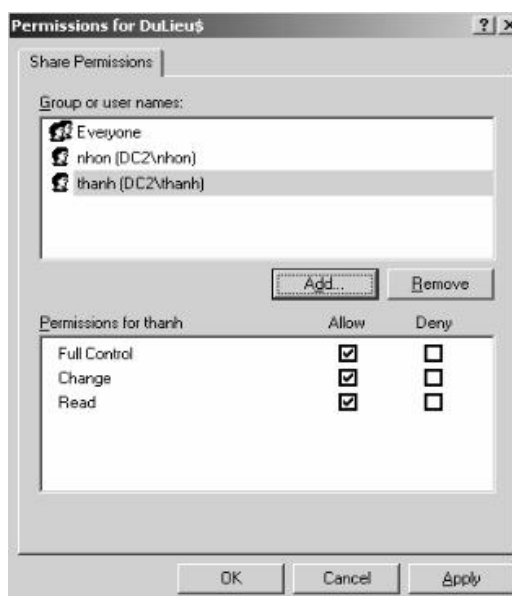 Permissions for DuLieu$
Share Permissions
Group or user names:
Everyone
nhon (DC2\nhon)
thanh (DC2\thanh)
Add...
Remove
Permissions for thanh Allow Deny
Full Control
Change
Read
OK Cancel Apply